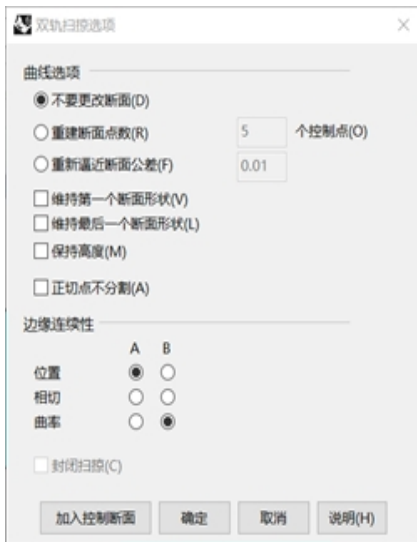 双轨扫掠选项
曲线选项
不要更改断面(D)
重建断面点数(R) 5 个控制点(O)
重新逼近断面公差(F) 0.01
维持第一个断面形状(V)
维持最后一个断面形状(L)
保持高度(M)
正切点不分割(A)
边缘连续性
A B
位置
相切
曲率
封闭扫掠(C)
加入控制断面 确定 取消 说明(H)